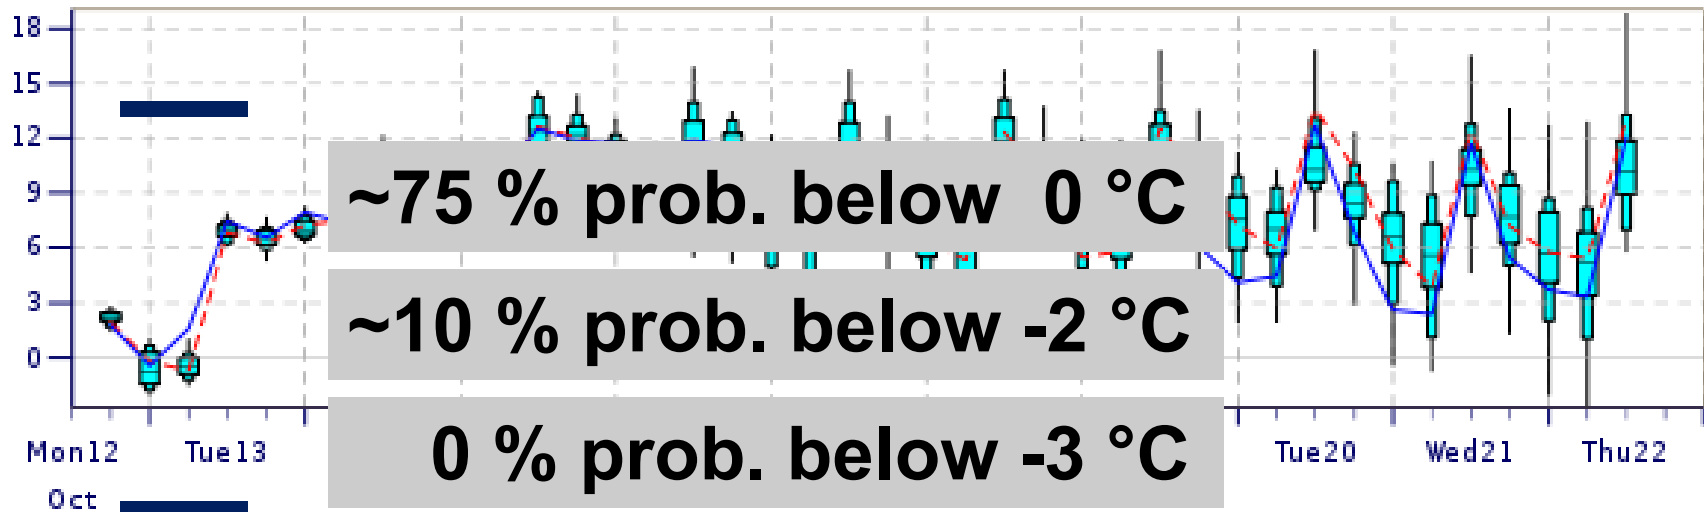 18
15
12
9
6
3
0
~75 % prob. below 0 °C
~10 % prob. below -2 °C
0 % prob. below -3 °C
Mon12 Tue13 Tue20 Wed21 Thu22
Oct